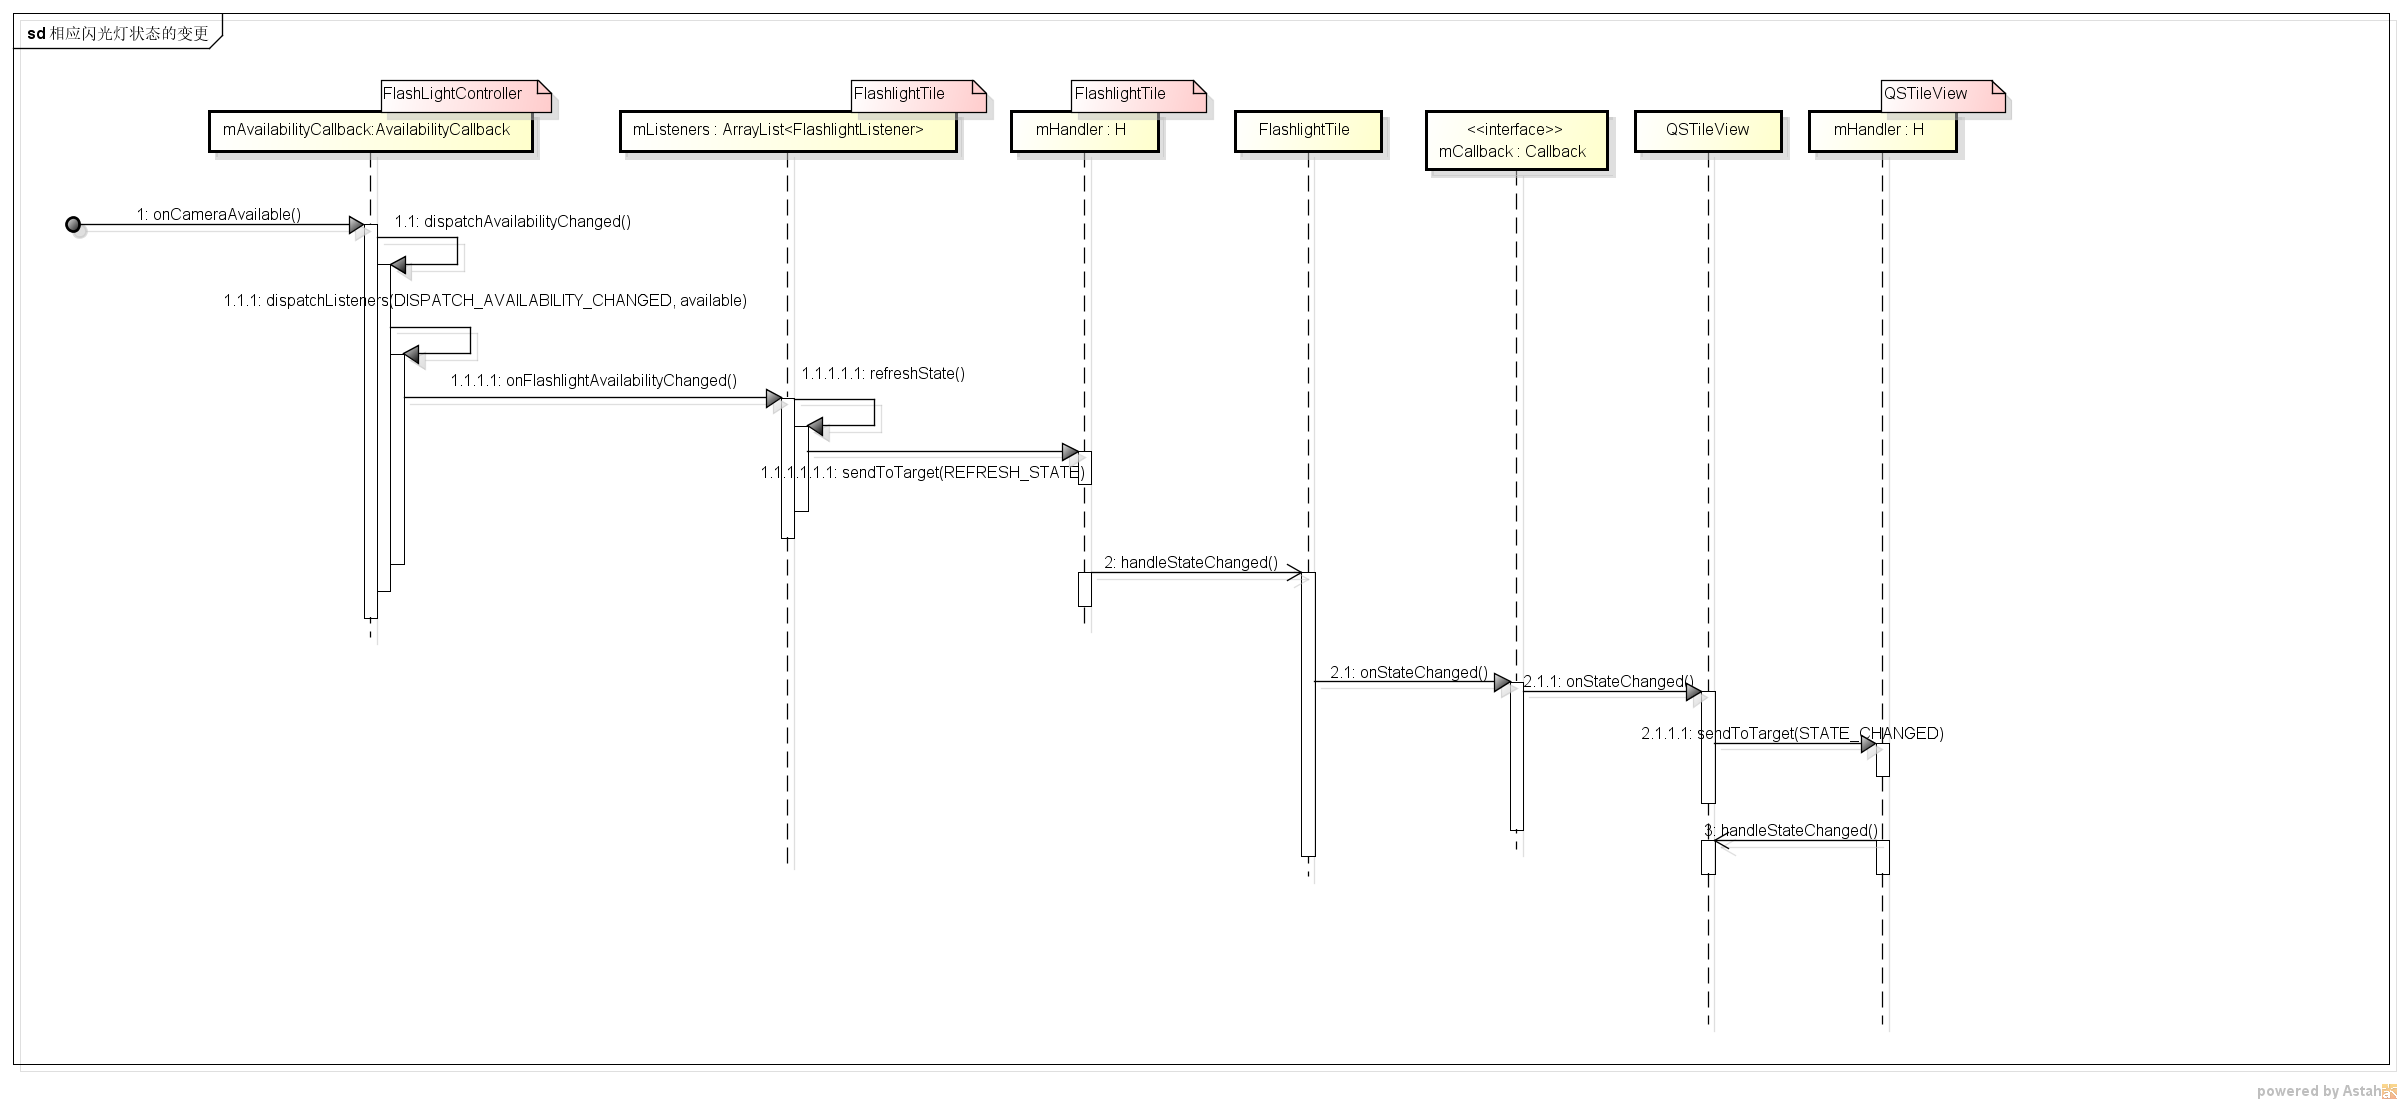 sd 相应闪光灯状态的变更
FlashLightController
FlashlightTile
FlashlightTile
QSTileView
mAvailabilityCallback:AvailabilityCallback
mListeners : ArrayList<FlashlightListener>
mHandler : H
FlashlightTile
<<interface>>
mCallback : Callback
QSTileView
mHandler : H
1: onCameraAvailable()
1.1: dispatchAvailabilityChanged()
1.1.1: dispatchListeners(DISPATCH_AVAILABILITY_CHANGED, available)
1.1.1.1: onFlashlightAvailabilityChanged()
1.1.1.1.1: refreshState()
1.1.1.1.1.1: sendToTarget(REFRESH_STATE)
2: handleStateChanged()
2.1: onStateChanged()
2.1.1: onStateChanged()
2.1.1.1: sendToTarget(STATE_CHANGED)
3: handleStateChanged()
powered by Astah